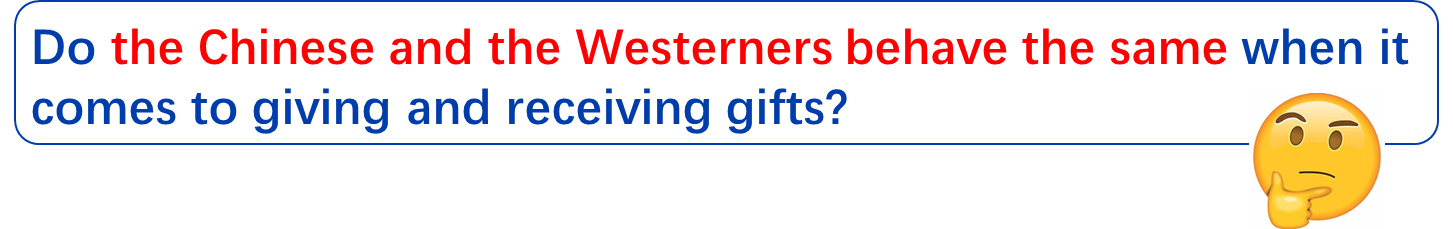 Do the Chinese and the Westerners behave the same when it
comes to giving and receiving gifts?